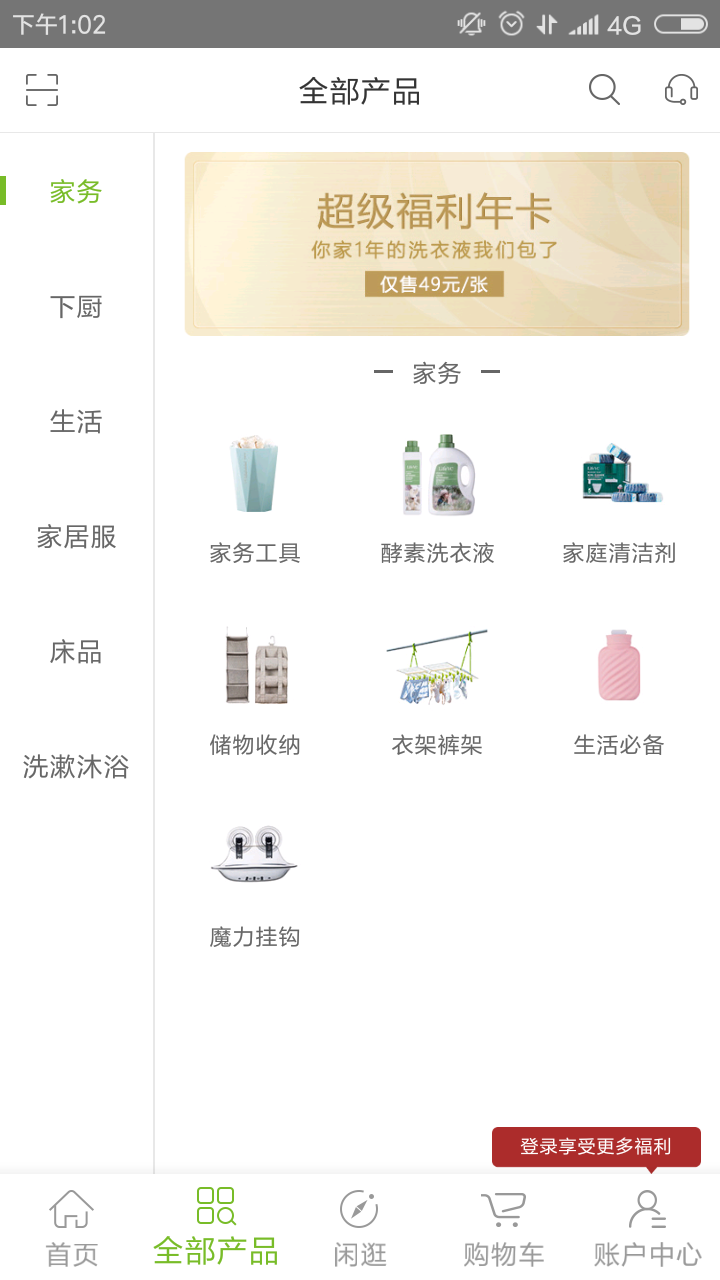 下午1:02
4G
全部产品
家务
下厨
生活
家居服
床品
洗漱沐浴
超级福利年卡
你家1年的洗衣液我们包了
仅售49元/张
家务
家务工具
酵素洗衣液
家庭清洁剂
储物收纳
衣架裤架
生活必备
魔力挂钩
登录享受更多福利
首页
全部产品
闲逛
购物车
账户中心